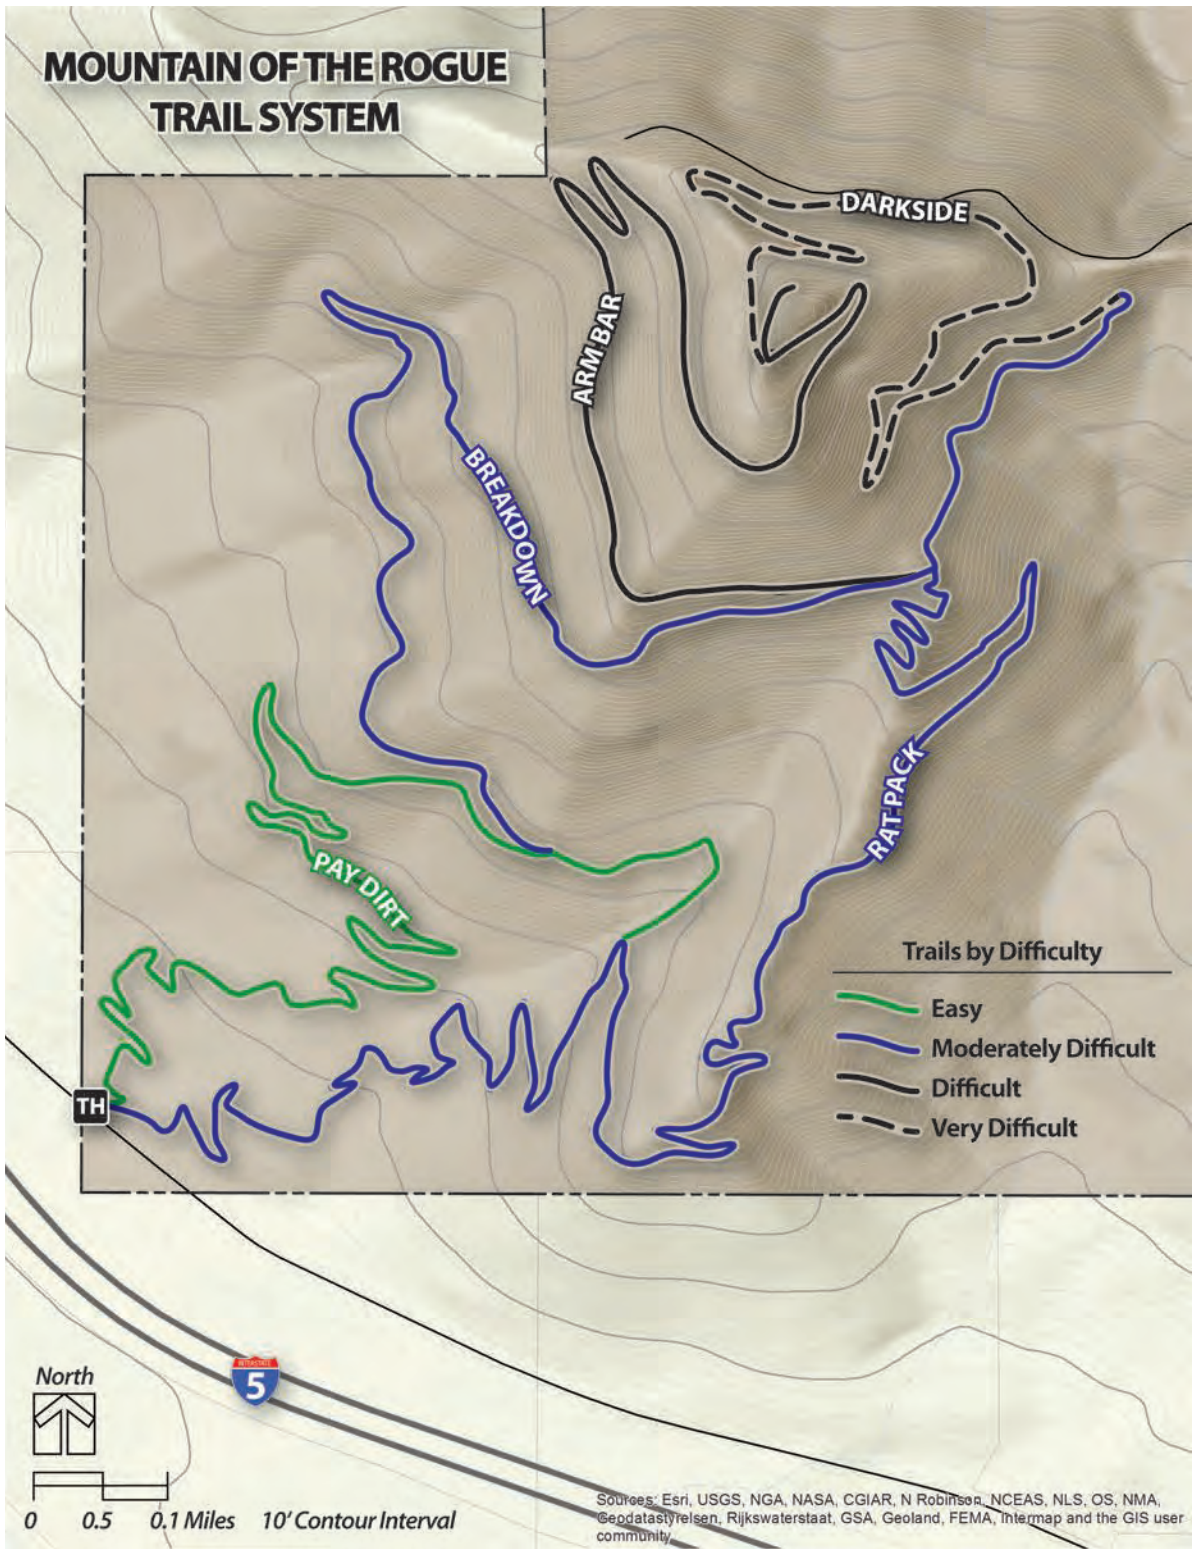 MOUNTAIN OF THE ROGUE
TRAIL SYSTEM
DARKSIDE
ARM BAR
BREAKDOWN
RAT PACK
PAY DIRT
Trails by Difficulty
Easy
Moderately Difficult
Difficult
Very Difficult
TH
INTERSTATE
5
North
0 0.5 0.1 Miles 10' Contour Interval
Sources: Esri, USGS, NGA, NASA, CGIAR, N Robinson, NCEAS, NLS, OS, NMA,
Geodatastyrelsen, Rijkswaterstaat, GSA, Geoland, FEMA, Intermap and the GIS user
community